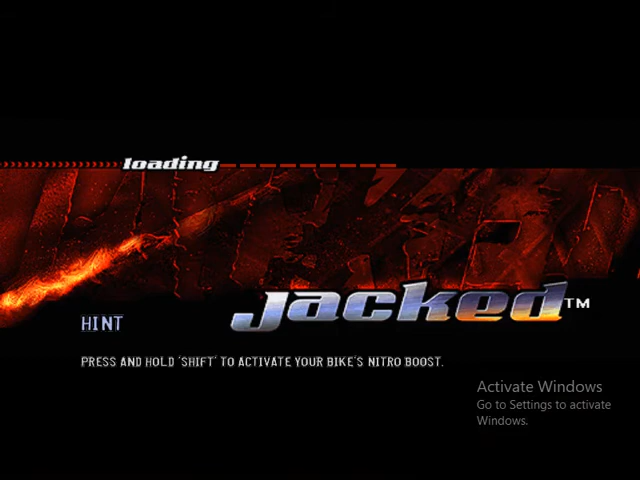 loading
Jacked™
HINT
PRESS AND HOLD 'SHIFT' TO ACTIVATE YOUR BIKE'S NITRO BOOST.
Activate Windows
Go to Settings to activate
Windows.